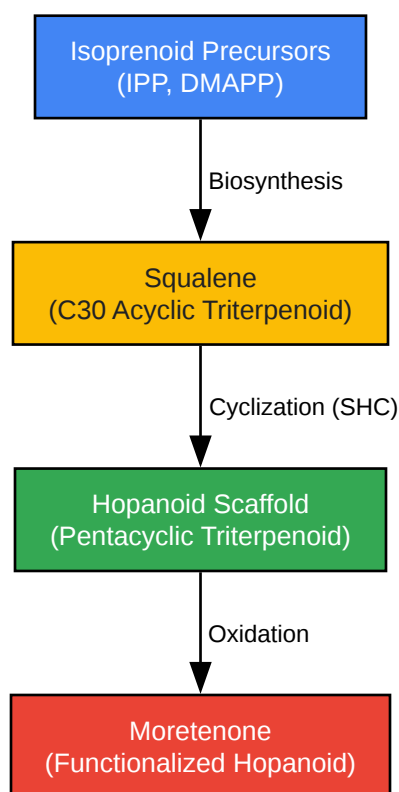 Isoprenoid Precursors
(IPP, DMAPP)
Biosynthesis
Squalene
(C30 Acyclic Triterpenoid)
Cyclization (SHC)
Hopanoid Scaffold
(Pentacyclic Triterpenoid)
Oxidation
Moretenone
(Functionalized Hopanoid)